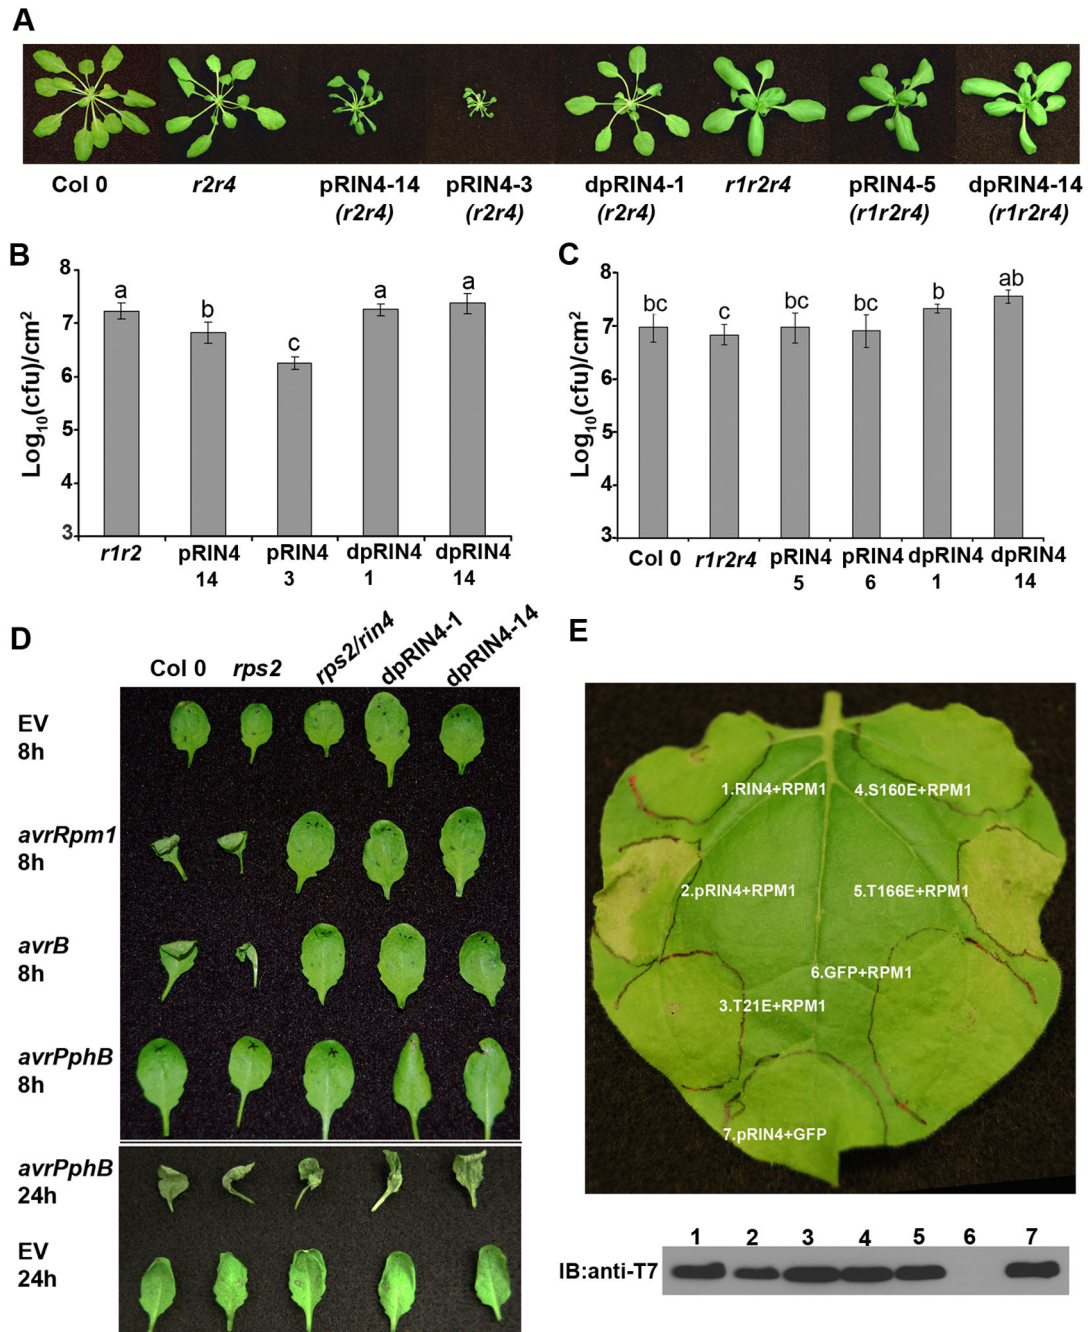 A
Col 0
r2r4
pRIN4-14
(r2r4)
pRIN4-3
(r2r4)
dpRIN4-1
(r2r4)
r1r2r4
pRIN4-5
(r1r2r4)
dpRIN4-14
(r1r2r4)
B
Log10(cfu)/cm2
8
7
6
5
4
3
a
b
c
a
a
r1r2
pRIN4
14
pRIN4
3
dpRIN4
1
dpRIN4
14
C
Log10(cfu)/cm2
8
7
6
5
4
3
bc
c
bc
bc
b
ab
Col 0
r1r2r4
pRIN4
5
pRIN4
6
dpRIN4
1
dpRIN4
14
D
Col 0
rps2
rps2/rin4
dpRIN4-1
dpRIN4-14
EV
8h
avrRpm1
8h
avrB
8h
avrPphB
8h
avrPphB
24h
EV
24h
E
1.RIN4+RPM1
4.S160E+RPM1
2.pRIN4+RPM1
5.T166E+RPM1
6.GFP+RPM1
3.T21E+RPM1
7.pRIN4+GFP
1 2 3 4 5 6 7
IB:anti-T7